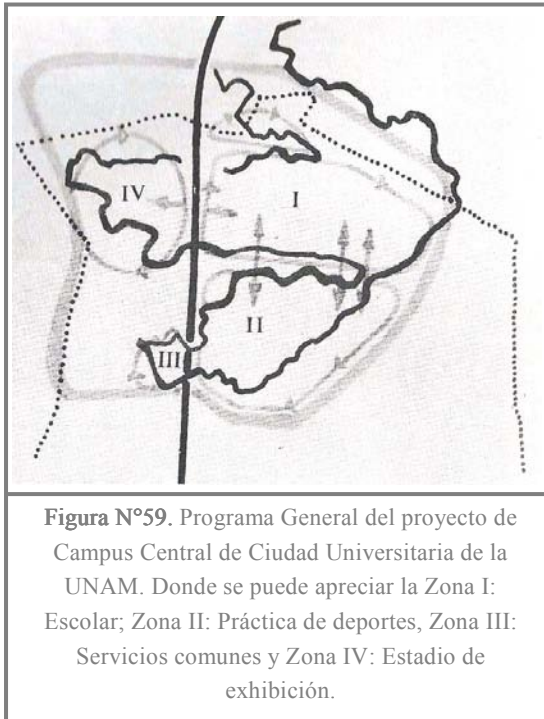 IV
I
II
III
Figura N°59. Programa General del proyecto de
Campus Central de Ciudad Universitaria de la
UNAM. Donde se puede apreciar la Zona I:
Escolar; Zona II: Práctica de deportes, Zona III:
Servicios comunes y Zona IV: Estadio de
exhibición.